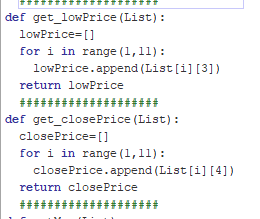 ####################
def get_lowPrice(List):
  lowPrice=[]
  for i in range(1,11):
    lowPrice.append(List[i][3])
  return lowPrice
  ####################
def get_closePrice(List):
  closePrice=[]
  for i in range(1,11):
    closePrice.append(List[i][4])
  return closePrice
  ####################